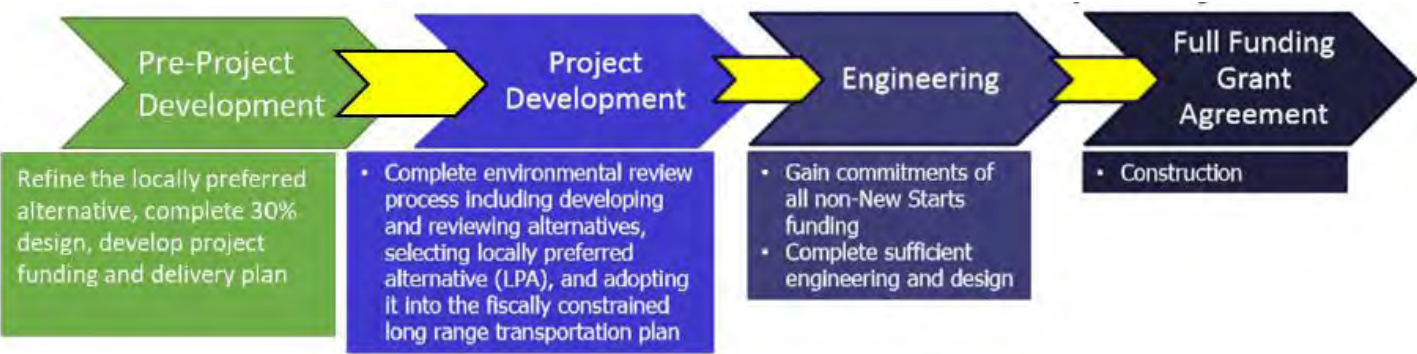 Pre-Project
Development
Project
Development
Engineering
Full Funding
Grant
Agreement
Refine the locally preferred
alternative, complete 30%
design, develop project
funding and delivery plan
• Complete environmental review
process including developing
and reviewing alternatives,
selecting locally preferred
alternative (LPA), and adopting
it into the fiscally constrained
long range transportation plan
• Gain commitments of
all non-New Starts
funding
• Complete sufficient
engineering and design
• Construction